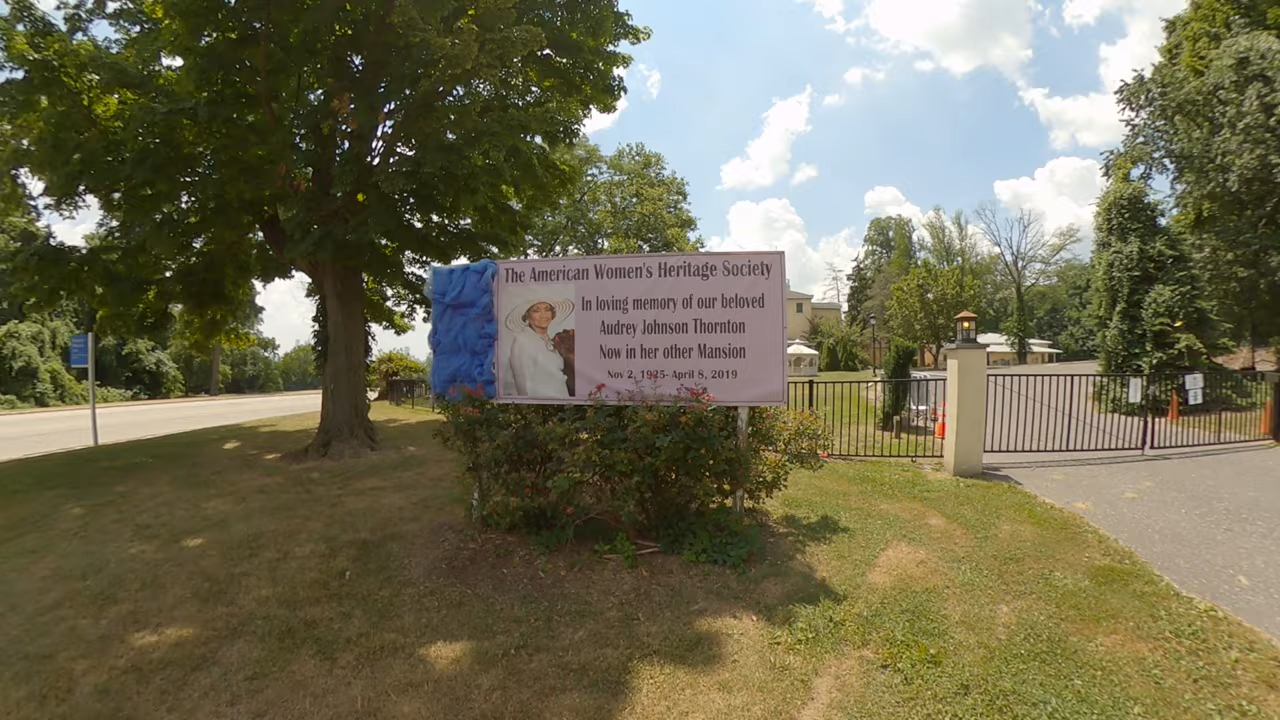 The American Women's Heritage Society
In loving memory of our beloved
Audrey Johnson Thornton
Now in her other Mansion
Nov 2, 1925- April 8, 2019